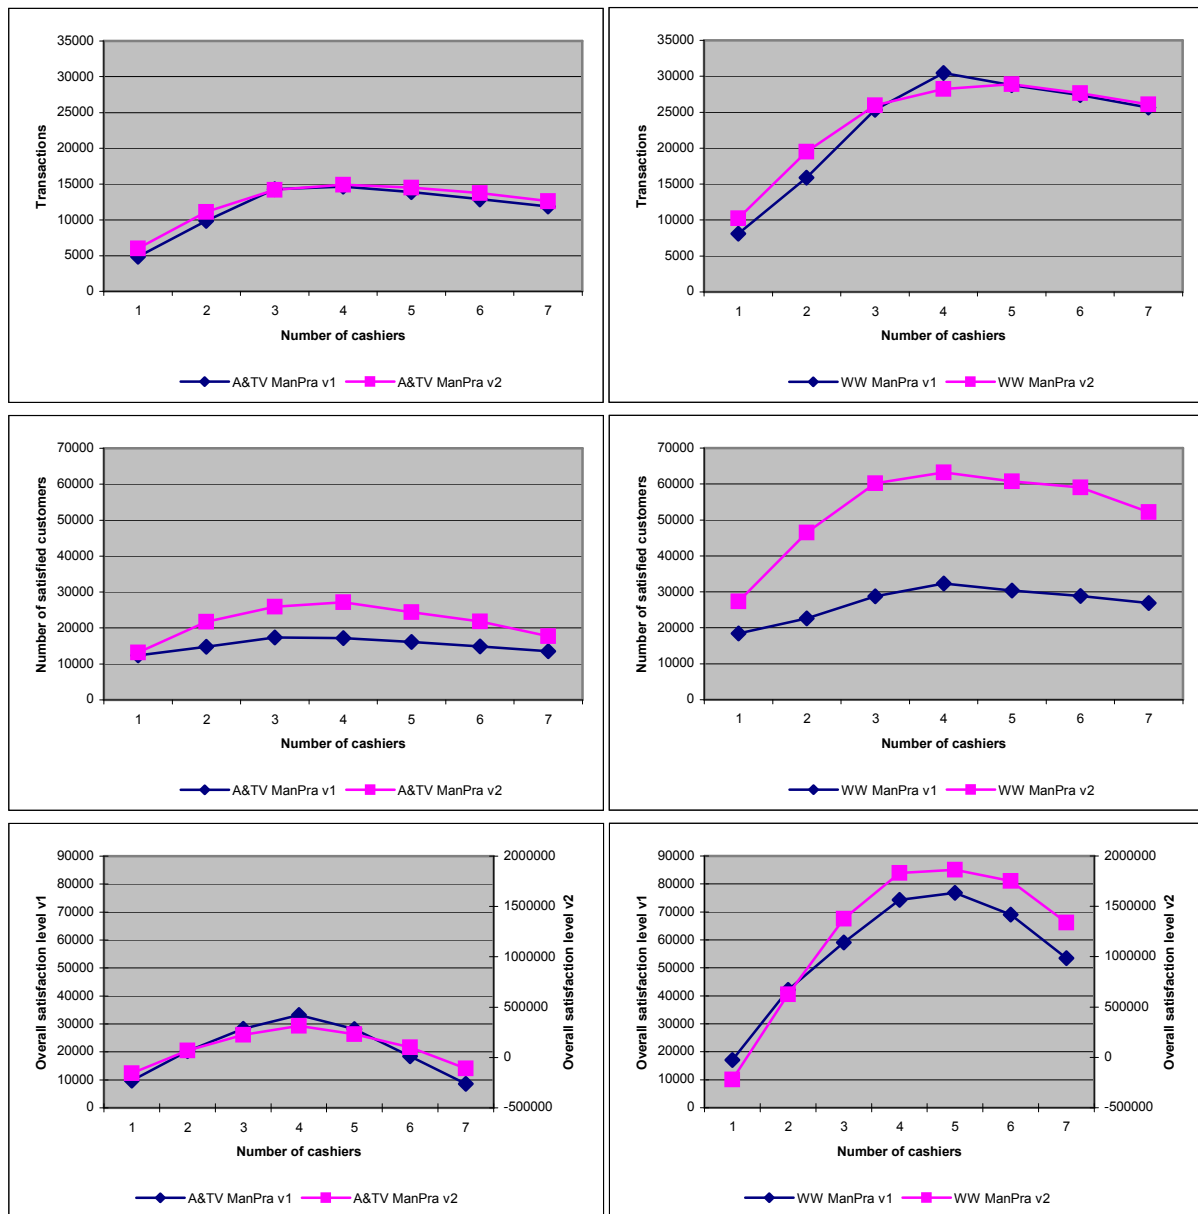 35000
30000
25000
20000
15000
10000
5000
0
Transactions
1 2 3 4 5 6 7
Number of cashiers
A&TV ManPra v1 A&TV ManPra v2
35000
30000
25000
20000
15000
10000
5000
0
Transactions
1 2 3 4 5 6 7
Number of cashiers
WW ManPra v1 WW ManPra v2
70000
60000
50000
40000
30000
20000
10000
0
Number of satisfied customers
1 2 3 4 5 6 7
Number of cashiers
A&TV ManPra v1 A&TV ManPra v2
70000
60000
50000
40000
30000
20000
10000
0
Number of satisfied customers
1 2 3 4 5 6 7
Number of cashiers
WW ManPra v1 WW ManPra v2
90000
80000
70000
60000
50000
40000
30000
20000
10000
0
Overall satisfaction level v1
2000000
1500000
1000000
500000
0
-500000
Overall satisfaction level v2
1 2 3 4 5 6 7
Number of cashiers
A&TV ManPra v1 A&TV ManPra v2
90000
80000
70000
60000
50000
40000
30000
20000
10000
0
Overall satisfaction level v1
2000000
1500000
1000000
500000
0
-500000
Overall satisfaction level v2
1 2 3 4 5 6 7
Number of cashiers
WW ManPra v1 WW ManPra v2